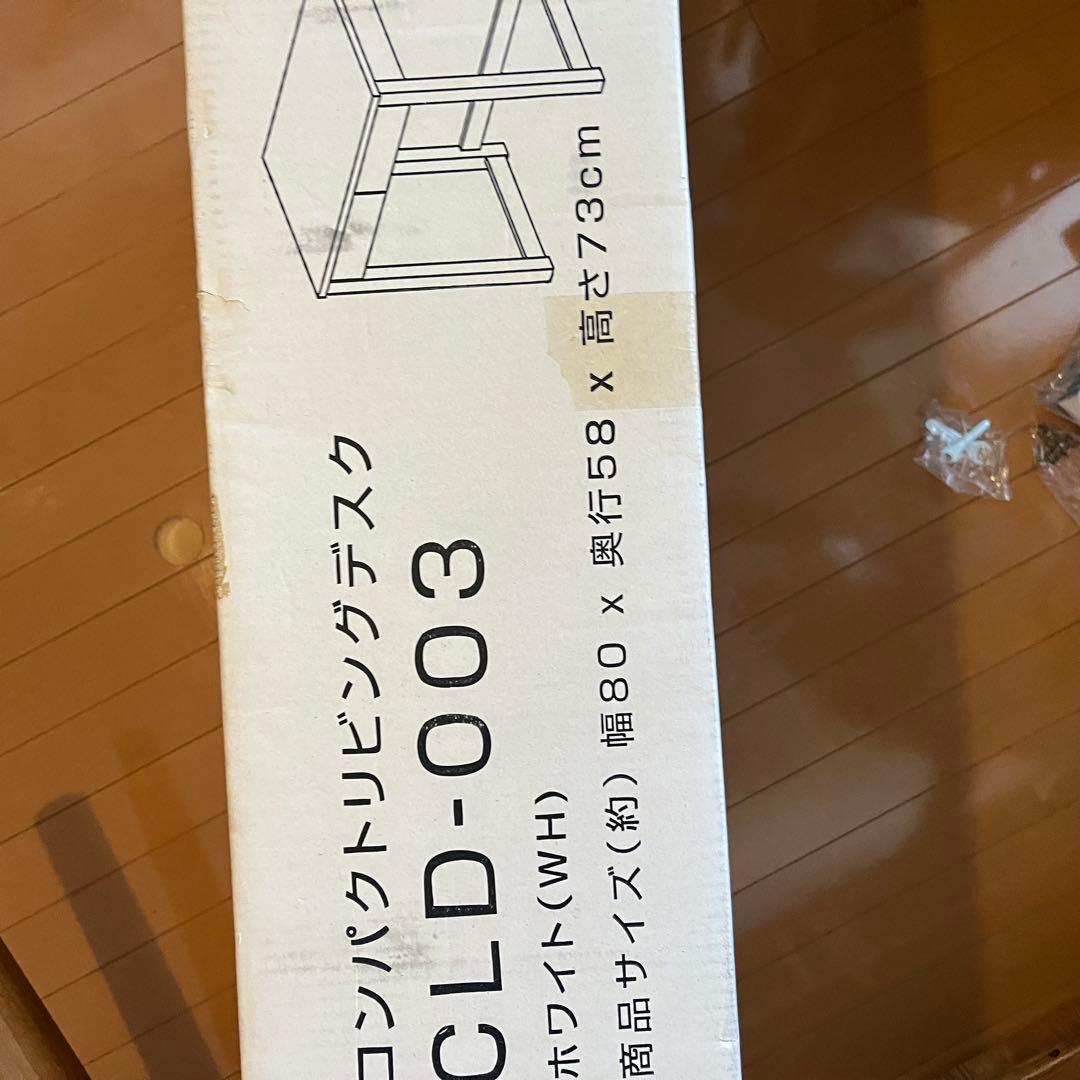 コンパクトリビングデスク
CLD-003
ホワイト(WH)
商品サイズ(約) 幅80 x 奥行58 x 高さ73cm